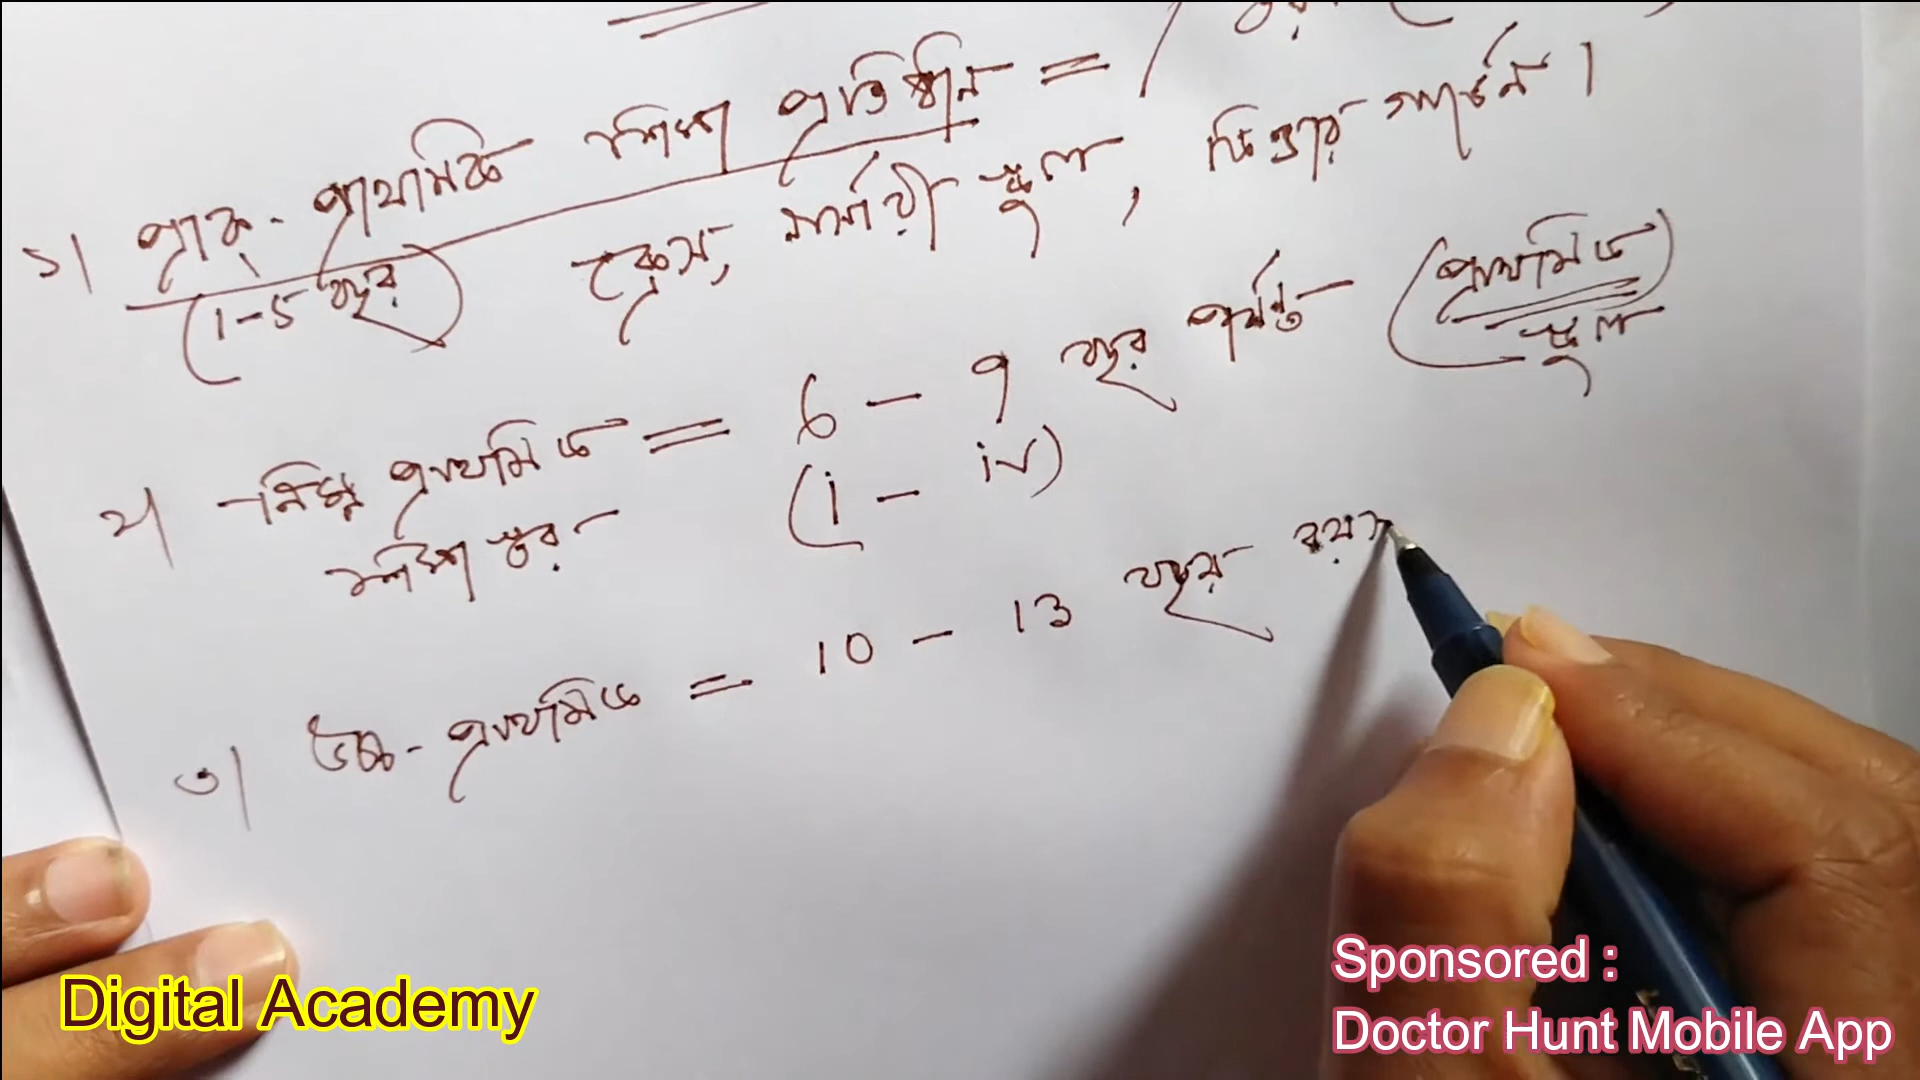 ১। প্রাক্-প্রাথমিক শিক্ষা প্রতিষ্ঠান =
(1-5 বছর) ক্রেস, নার্সারী স্কুল, কিন্ডার গার্ডেন।
২। নিম্ন প্রাথমিক = 6 - 9 বছর পর্যন্ত (প্রাথমিক)
শিক্ষা স্তর (i - iv) স্কুল
৩। উচ্চ-প্রাথমিক = 10 - 13 বছর বয়স
Digital Academy
Sponsored :
Doctor Hunt Mobile App